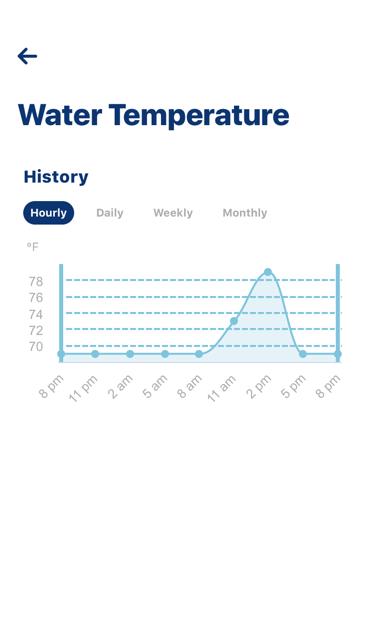 Water Temperature
History
Hourly Daily Weekly Monthly
°F
78
76
74
72
70
8 pm 11 pm 2 am 5 am 8 am 11 am 2 pm 5 pm 8 pm